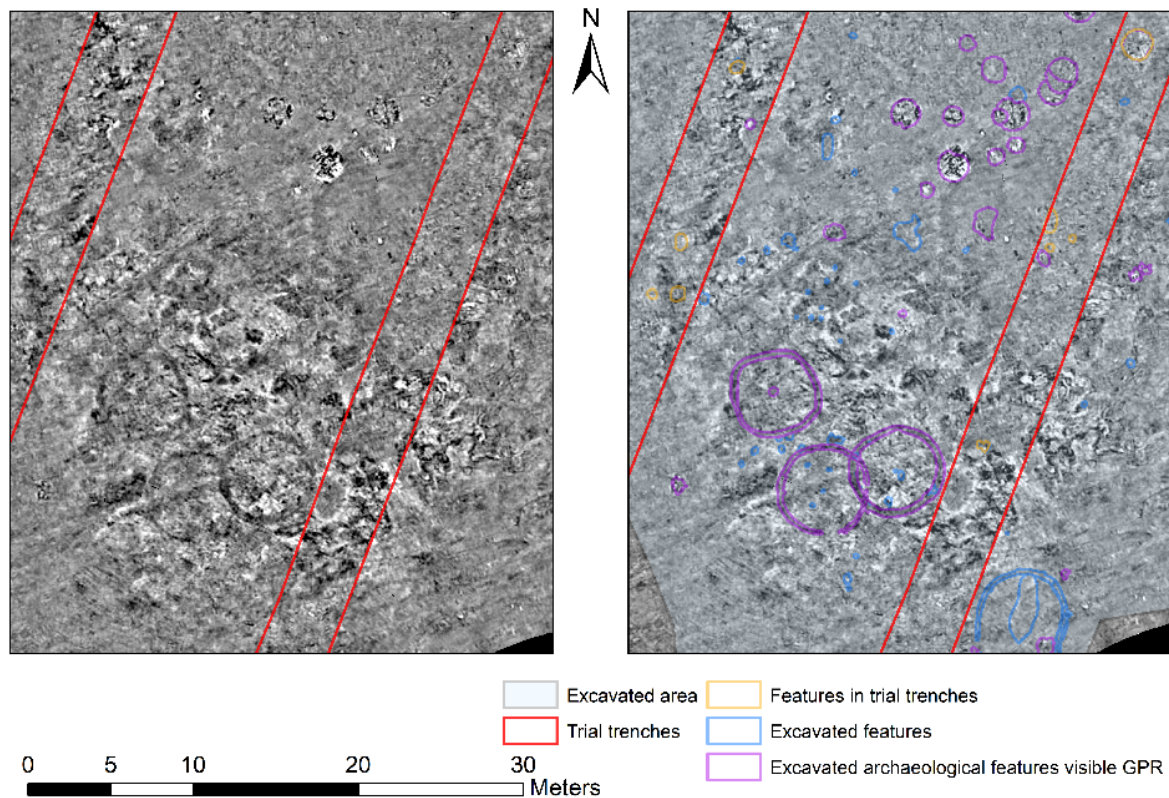 N
Excavated area
Features in trial trenches
Trial trenches
Excavated features
Excavated archaeological features visible GPR
0 5 10 20 30
Meters